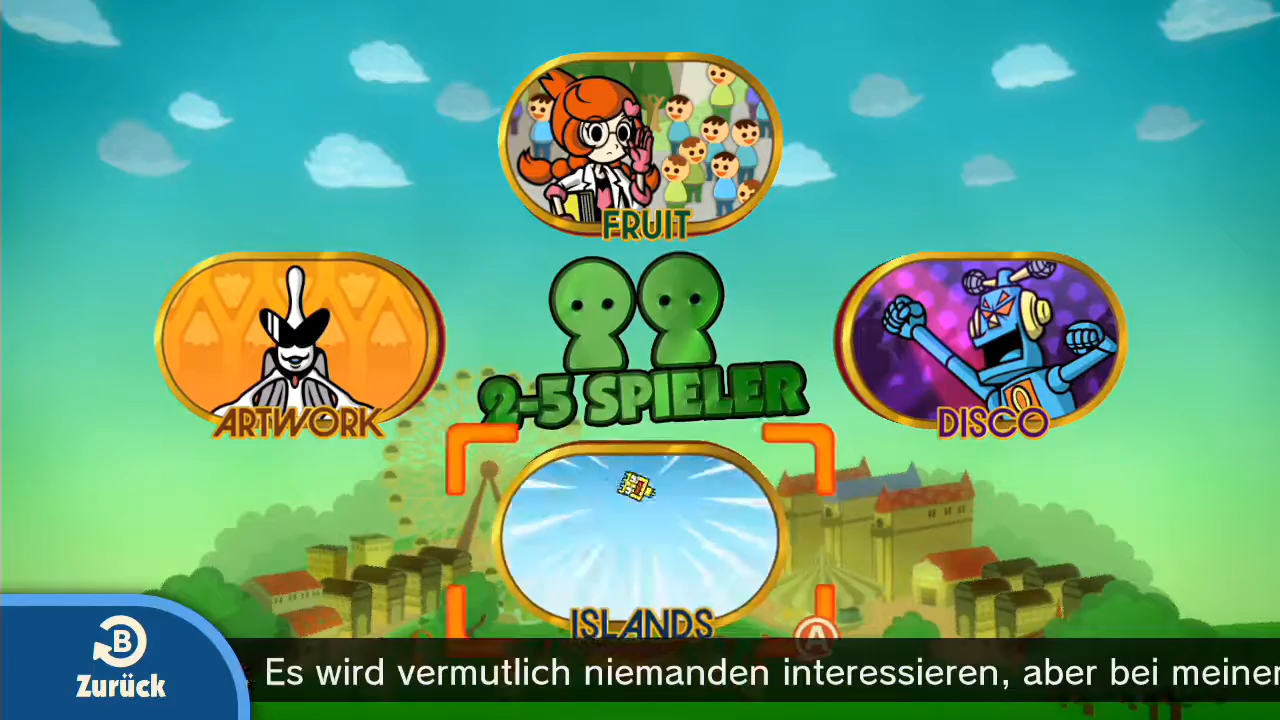 FRUIT
ARTWORK
2-5 SPIELER
DISCO
ISLANDS
A
B
Zurück
. Es wird vermutlich niemanden interessieren, aber bei meiner